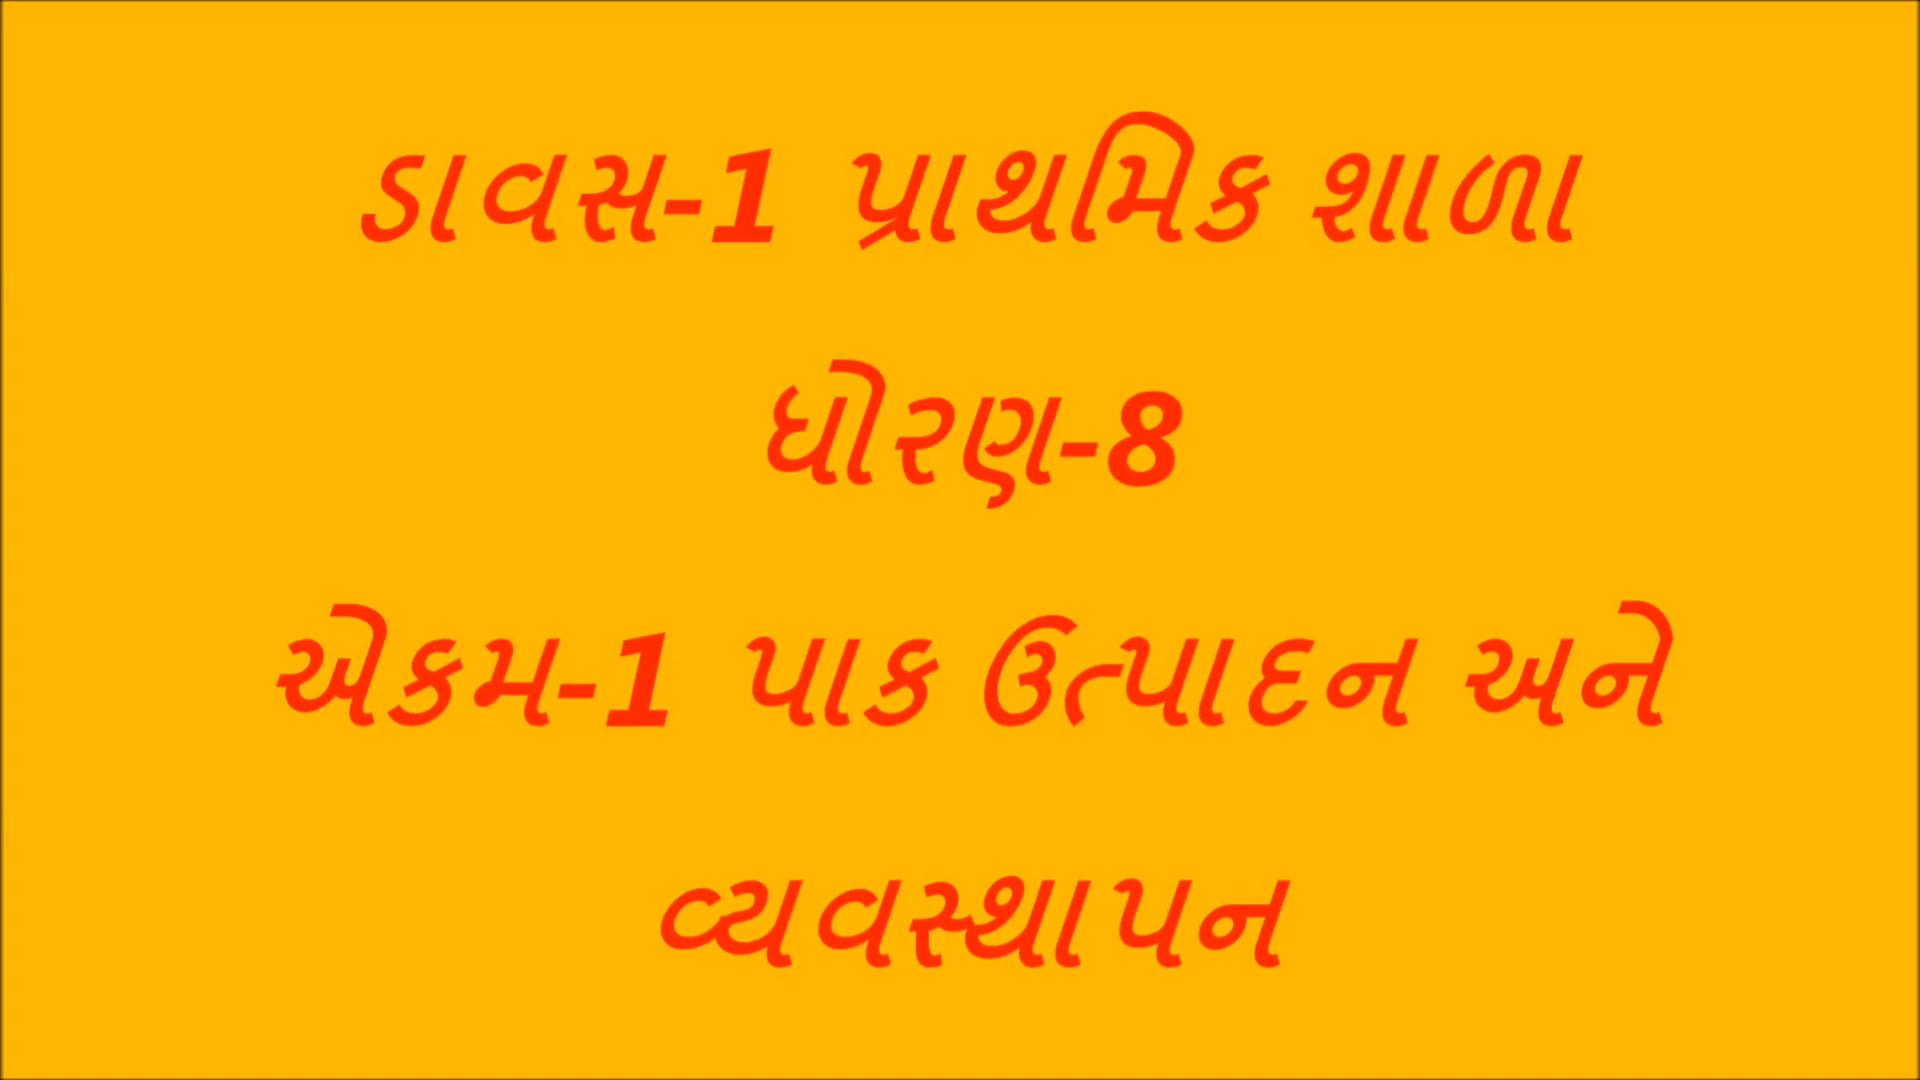 ડાવસ-1 પ્રાથમિક શાળા
ધોરણ-8
એકમ-1 પાક ઉત્પાદન અને
વ્યવસ્થાપન